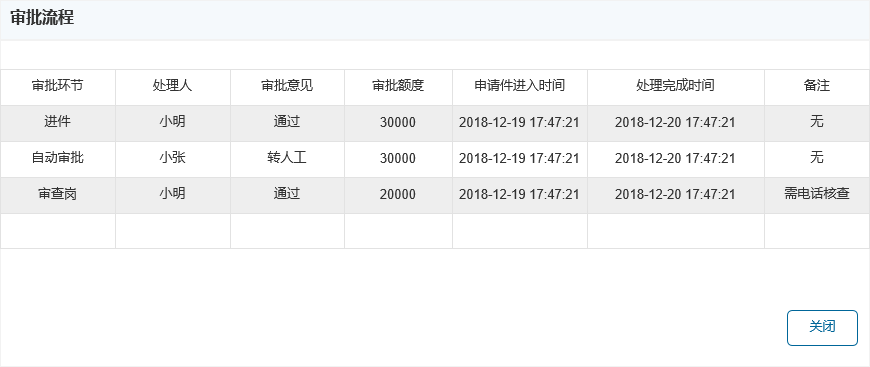 审批流程
审批环节 处理人 审批意见 审批额度 申请件进入时间 处理完成时间 备注
进件 小明 通过 30000 2018-12-19 17:47:21 2018-12-20 17:47:21 无
自动审批 小张 转人工 30000 2018-12-19 17:47:21 2018-12-20 17:47:21 无
审查岗 小明 通过 20000 2018-12-19 17:47:21 2018-12-20 17:47:21 需电话核查
关闭